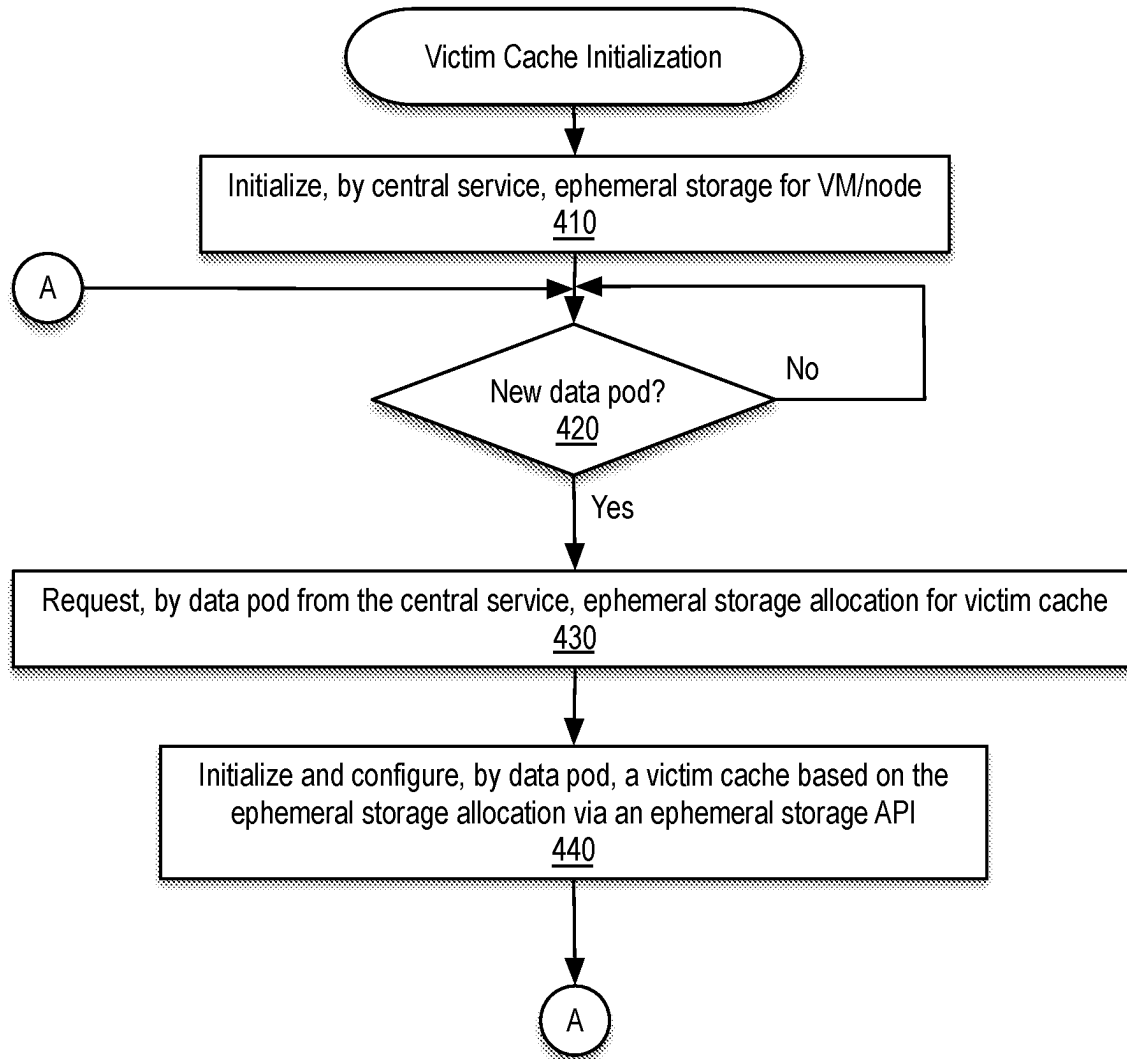 Victim Cache Initialization
Initialize, by central service, ephemeral storage for VM/node
410
A
New data pod?
420
No
Yes
Request, by data pod from the central service, ephemeral storage allocation for victim cache
430
Initialize and configure, by data pod, a victim cache based on the
ephemeral storage allocation via an ephemeral storage API
440
A